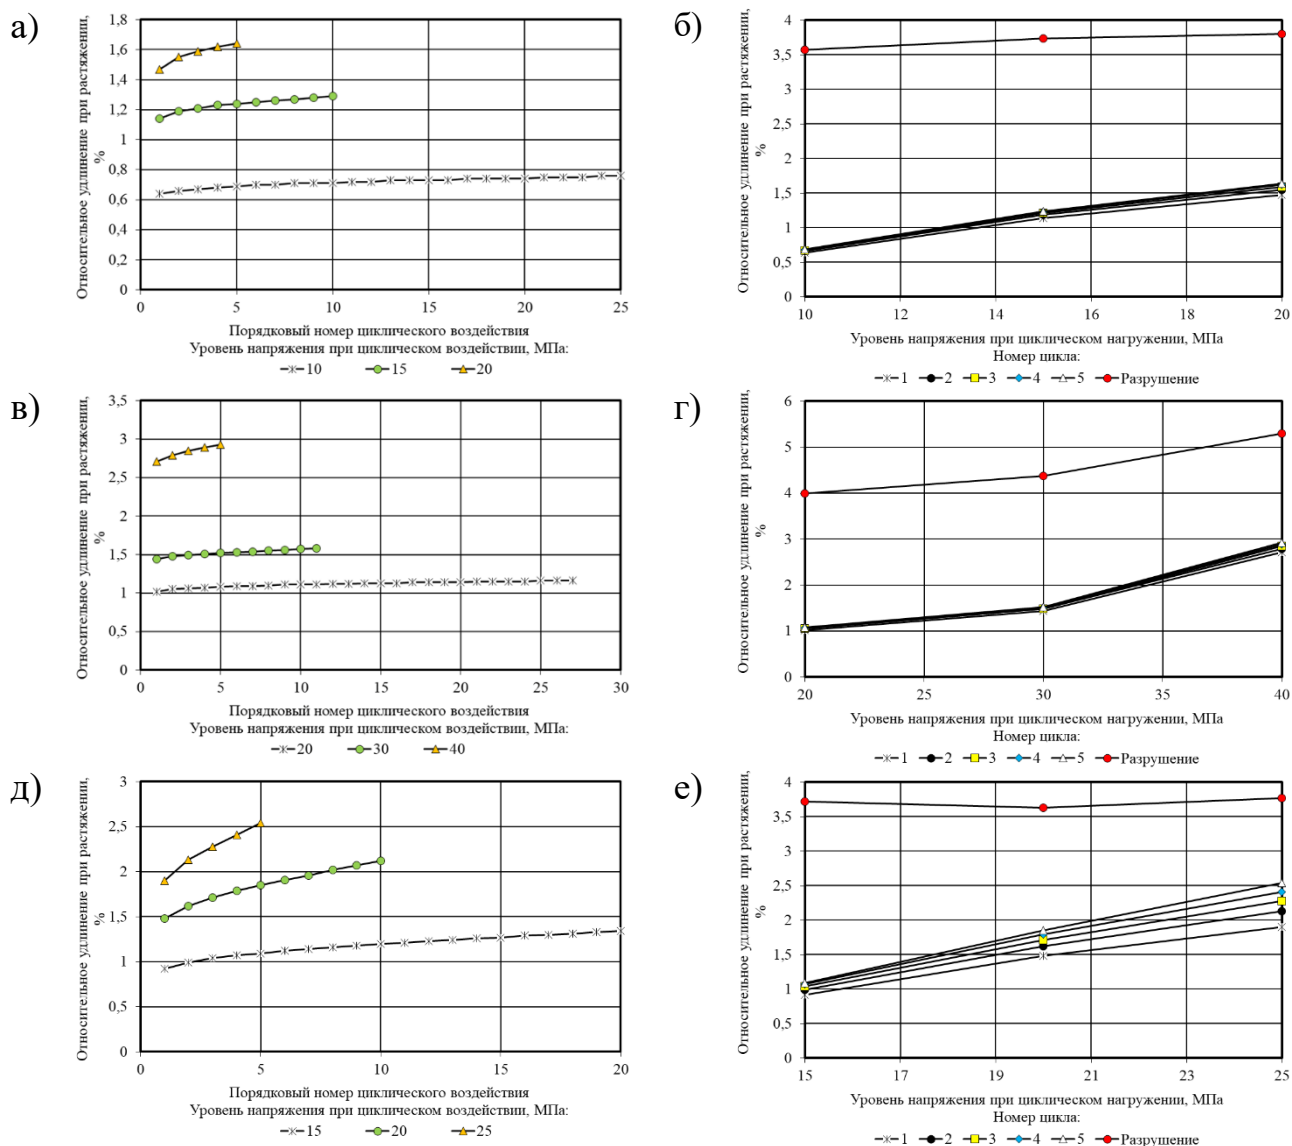 а)
Относительное удлинение при растяжении,
%
1,8
1,6
1,4
1,2
1
0,8
0,6
0,4
0,2
0
0 5 10 15 20 25
Порядковый номер циклического воздействия
Уровень напряжения при циклическом воздействии, МПа:
10 15 20
б)
Относительное удлинение при растяжении,
%
4
3,5
3
2,5
2
1,5
1
0,5
0
10 12 14 16 18 20
Уровень напряжения при циклическом нагружении, МПа
Номер цикла:
1 2 3 4 5 Разрушение
в)
Относительное удлинение при растяжении,
%
3,5
3
2,5
2
1,5
1
0,5
0
0 5 10 15 20 25 30
Порядковый номер циклического воздействия
Уровень напряжения при циклическом воздействии, МПа:
20 30 40
г)
Относительное удлинение при растяжении,
%
6
5
4
3
2
1
0
20 25 30 35 40
Уровень напряжения при циклическом нагружении, МПа
Номер цикла:
1 2 3 4 5 Разрушение
д)
Относительное удлинение при растяжении,
%
3
2,5
2
1,5
1
0,5
0
0 5 10 15 20
Порядковый номер циклического воздействия
Уровень напряжения при циклическом воздействии, МПа:
15 20 25
е)
Относительное удлинение при растяжении,
%
4
3,5
3
2,5
2
1,5
1
0,5
0
15 17 19 21 23 25
Уровень напряжения при циклическом нагружении, МПа
Номер цикла:
1 2 3 4 5 Разрушение